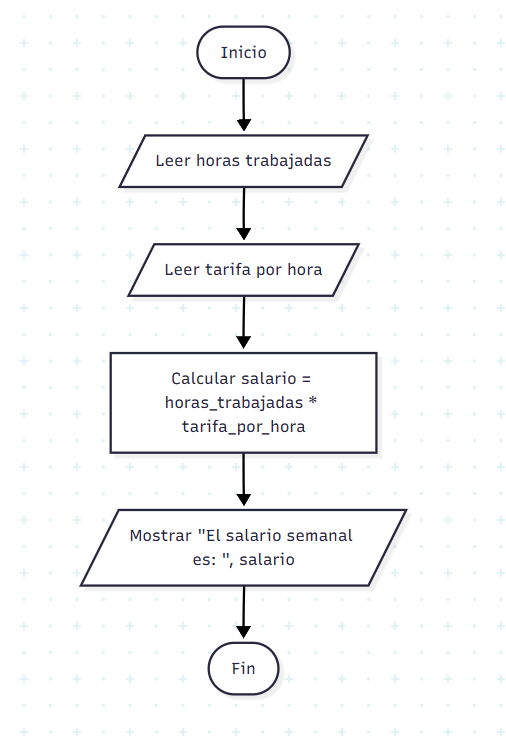 Inicio
Leer horas trabajadas
Leer tarifa por hora
Calcular salario =
horas_trabajadas *
tarifa_por_hora
Mostrar "El salario semanal
es: ", salario
Fin